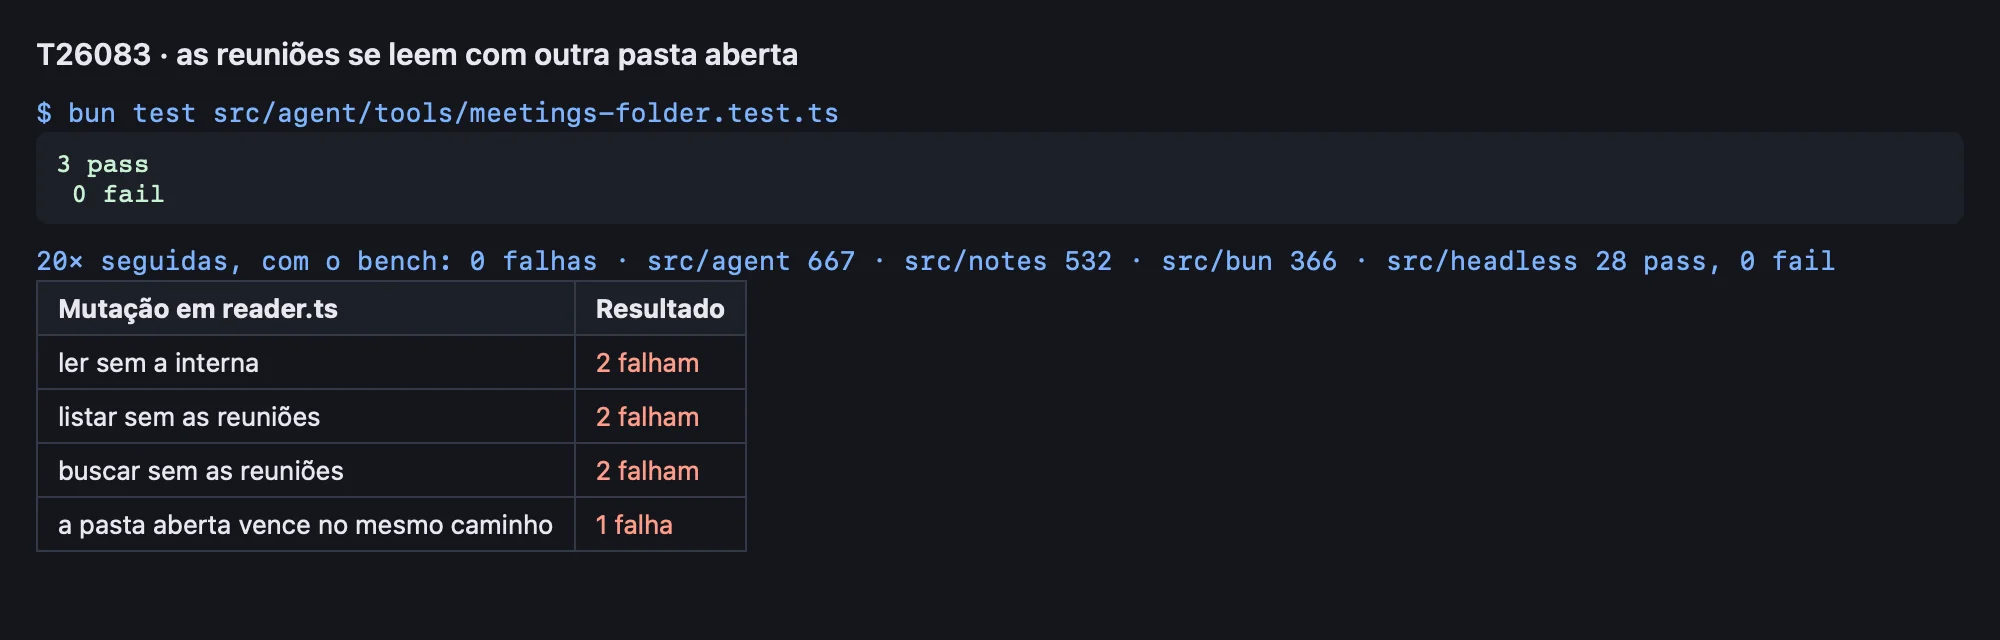 T26083 · as reuniões se leem com outra pasta aberta
$ bun test src/agent/tools/meetings-folder.test.ts
3 pass
0 fail
20× seguidas, com o bench: 0 falhas · src/agent 667 · src/notes 532 · src/bun 366 · src/headless 28 pass, 0 fail
Mutação em reader.ts Resultado
ler sem a interna 2 falham
listar sem as reuniões 2 falham
buscar sem as reuniões 2 falham
a pasta aberta vence no mesmo caminho 1 falha